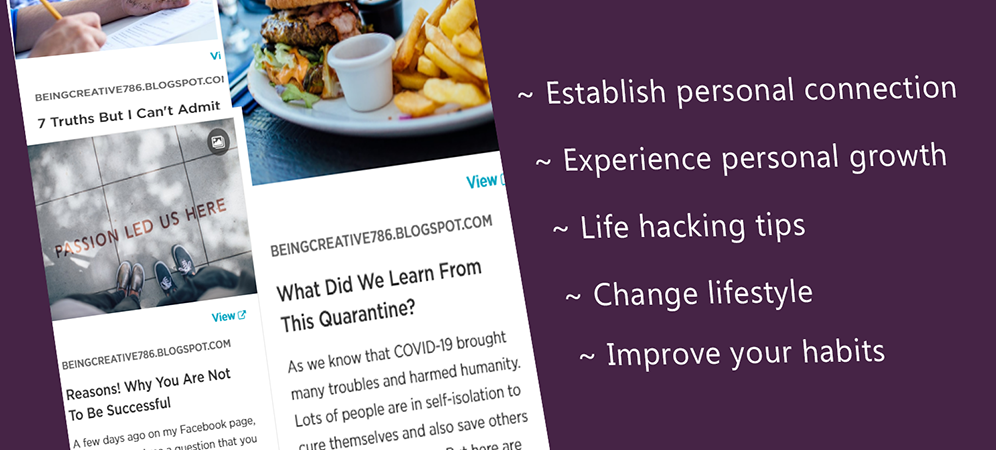 Vi
BEINGCREATIVE786.BLOGSPOT.CO
7 Truths But I Can't Admit
PASSION LED US HERE
View
BEINGCREATIVE786.BLOGSPOT.COM
Reasons! Why You Are Not
To Be Successful
A few days ago on my Facebook page,
a question that you
View
BEINGCREATIVE786.BLOGSPOT.COM
What Did We Learn From
This Quarantine?
As we know that COVID-19 brought
many troubles and harmed humanity.
Lots of people are in self-isolation to
cure themselves and also save others
But here are
~ Establish personal connection
~ Experience personal growth
~ Life hacking tips
~ Change lifestyle
~ Improve your habits